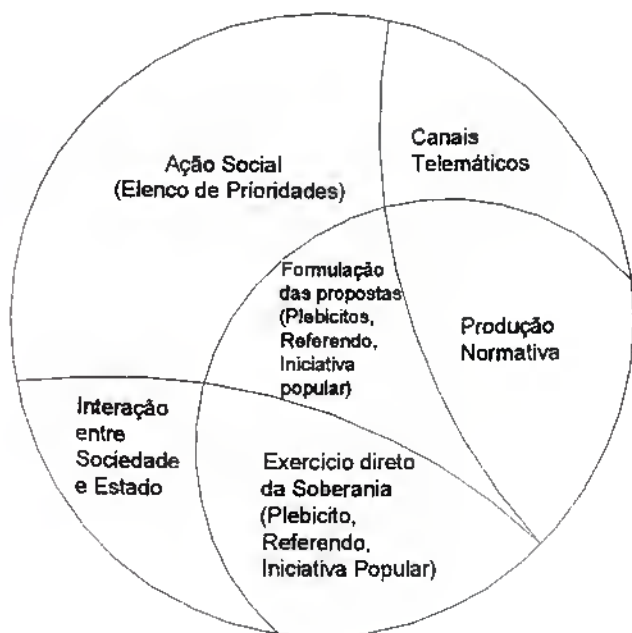 Ação Social
(Elenco de Prioridades)
Canais
Telemáticos
Formulação
das propostas
(Plebicitos,
Referendo,
Iniciativa
popular)
Produção
Normativa
Interação
entre
Sociedade
e Estado
Exercício direto
da Soberania
(Plebicito,
Referendo,
Iniciativa Popular)